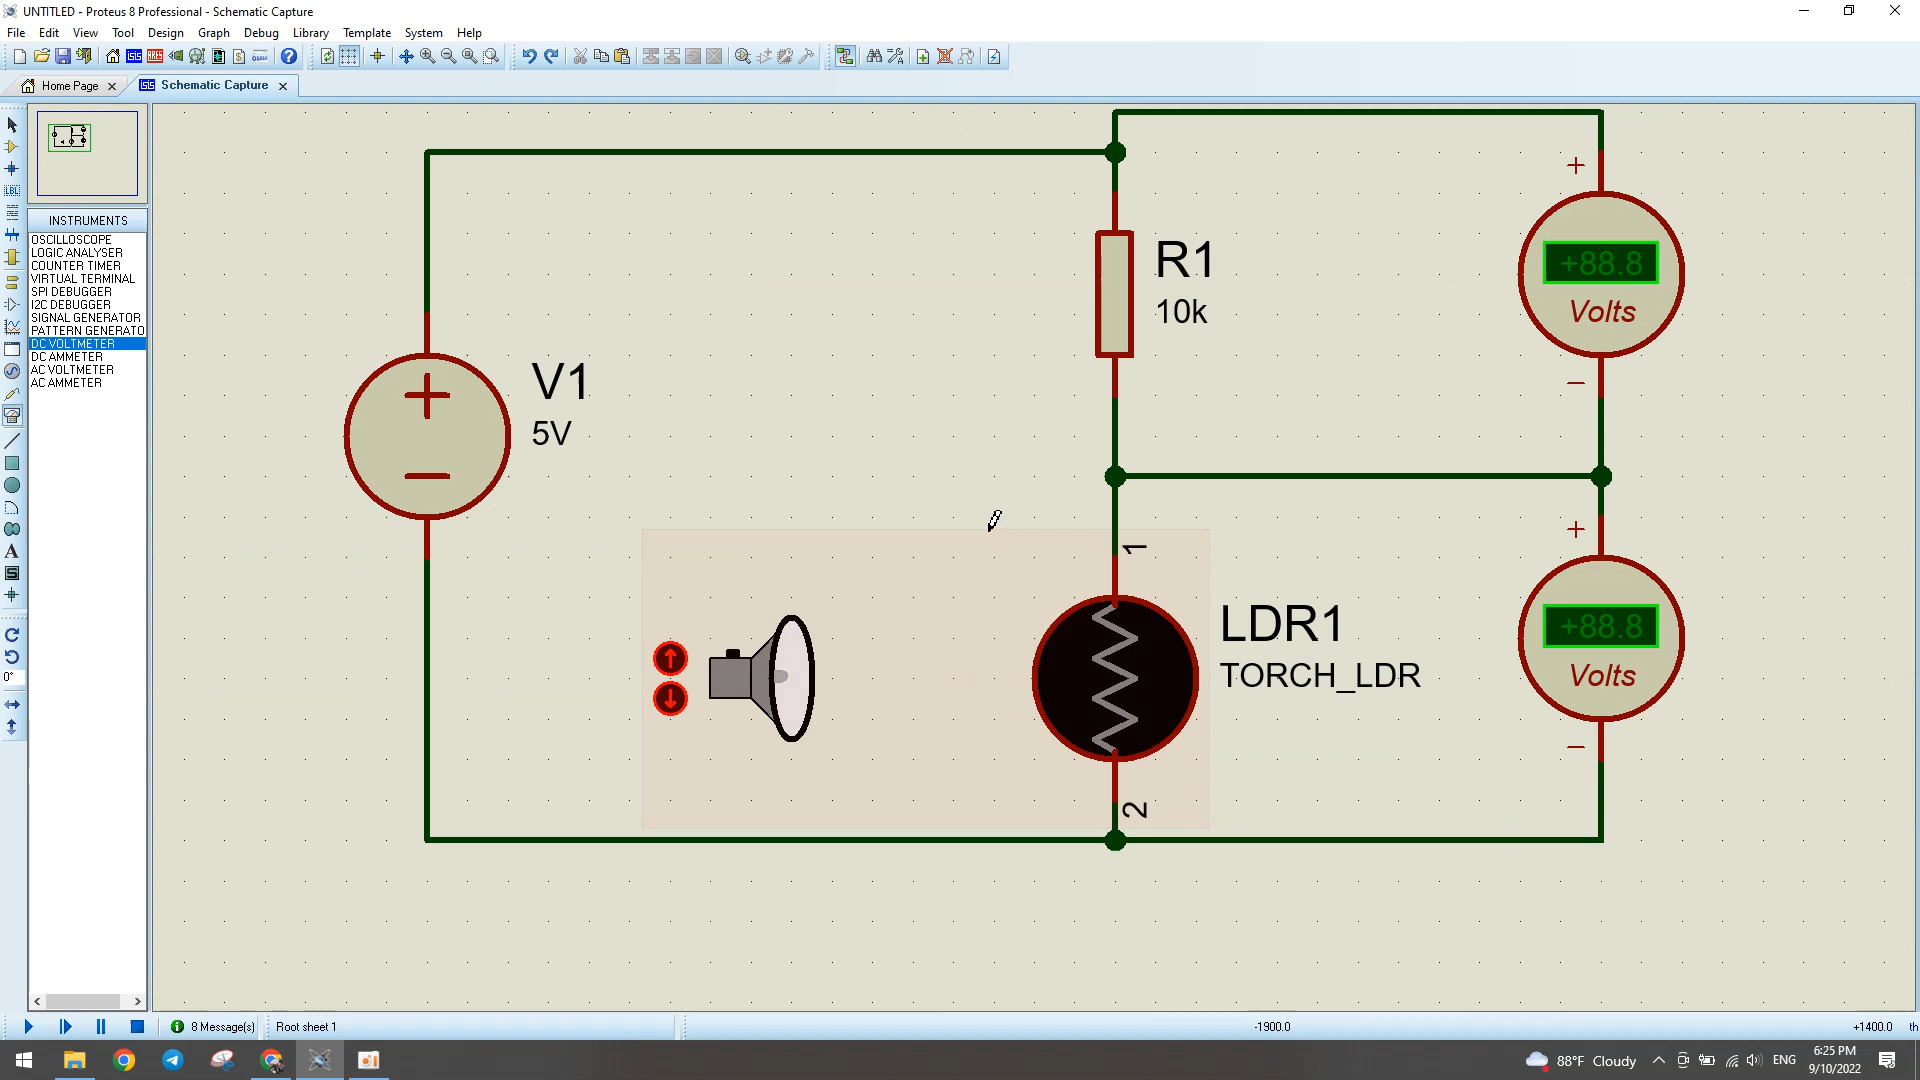 UNTITLED - Proteus 8 Professional - Schematic Capture
File Edit View Tool Design Graph Debug Library Template System Help
Home Page Schematic Capture
INSTRUMENTS
OSCILLOSCOPE
LOGIC ANALYSER
COUNTER TIMER
VIRTUAL TERMINAL
SPI DEBUGGER
I2C DEBUGGER
SIGNAL GENERATOR
PATTERN GENERATO
DC VOLTMETER
DC AMMETER
AC VOLTMETER
AC AMMETER
LBL
A
S
0°
V1
5V
R1
10k
+
+88.8
Volts
−
1
LDR1
TORCH_LDR
2
+
+88.8
Volts
−
8 Message(s) Root sheet 1 -1900.0 +1400.0 th
88°F Cloudy ENG 6:25 PM
9/10/2022